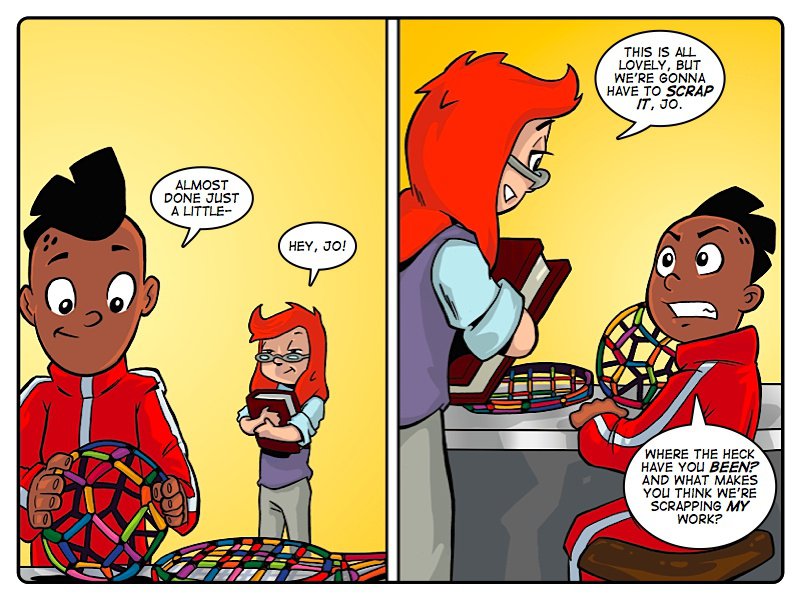 ALMOST
DONE JUST
A LITTLE-
HEY, JO!
THIS IS ALL
LOVELY, BUT
WE'RE GONNA
HAVE TO SCRAP
IT, JO.
WHERE THE HECK
HAVE YOU BEEN?
AND WHAT MAKES
YOU THINK WE'RE
SCRAPPING MY
WORK?